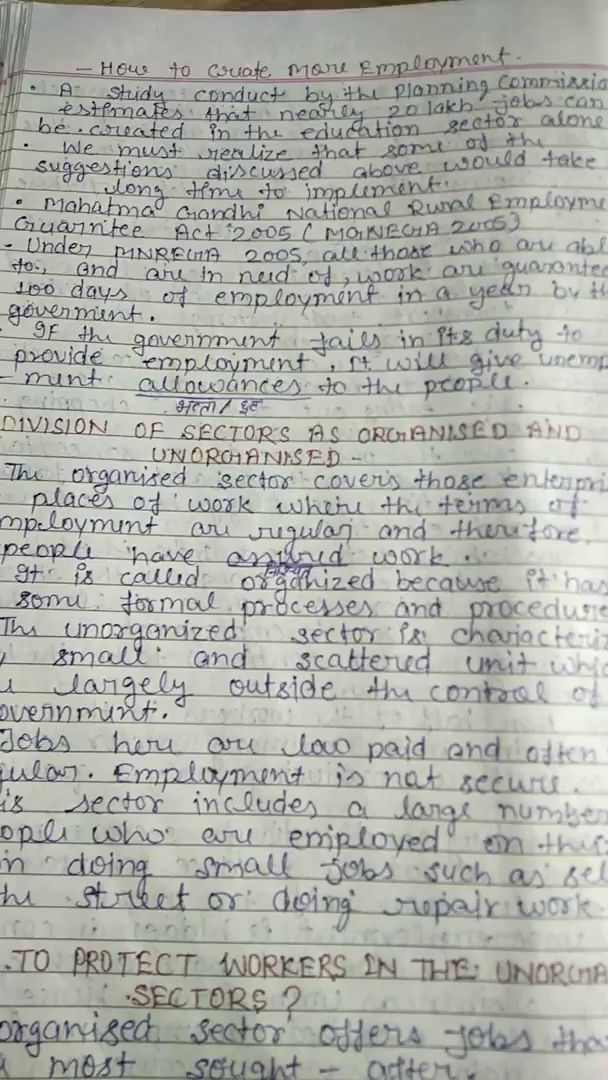 - How to create more Employment.
• A study conduct by the Planning Commissio
estimates that nearly 20 lakh jobs can
be created in the education sector alone
• We must realize that some of the
suggestions discussed above would take
long time to implement.
• Mahatma Gandhi National Rural Employme
Guarntee Act 2005 (MGNEGA 2005)
• Under MNREGA 2005, all those who are abl
to, and are in need of, work are guarantee
100 days of employment in a year by th
goverment.
If the government fails in its duty to
provide employment, it will give unemp
- ment allowances to the people.
DIVISION OF SECTORS AS ORGANISED AND
UNORGANISED -
The organised sector covers those enterpri
places of work where the terms of
mployment are regular and therefore,
people have assured work.
It is called organized because it has
some formal processes and procedure
The unorganized sector is characteriz
y small and scattered unit whic
e largely outside the control of
overnment.
Jobs here are low paid and often
gular. Employment is not secure.
is sector includes a large number
ople who are employed on this
in doing small jobs such as sel
he street or doing repair work
TO PROTECT WORKERS IN THE UNORGA
SECTORS ?
organised sector offers jobs tha
most sought - after.